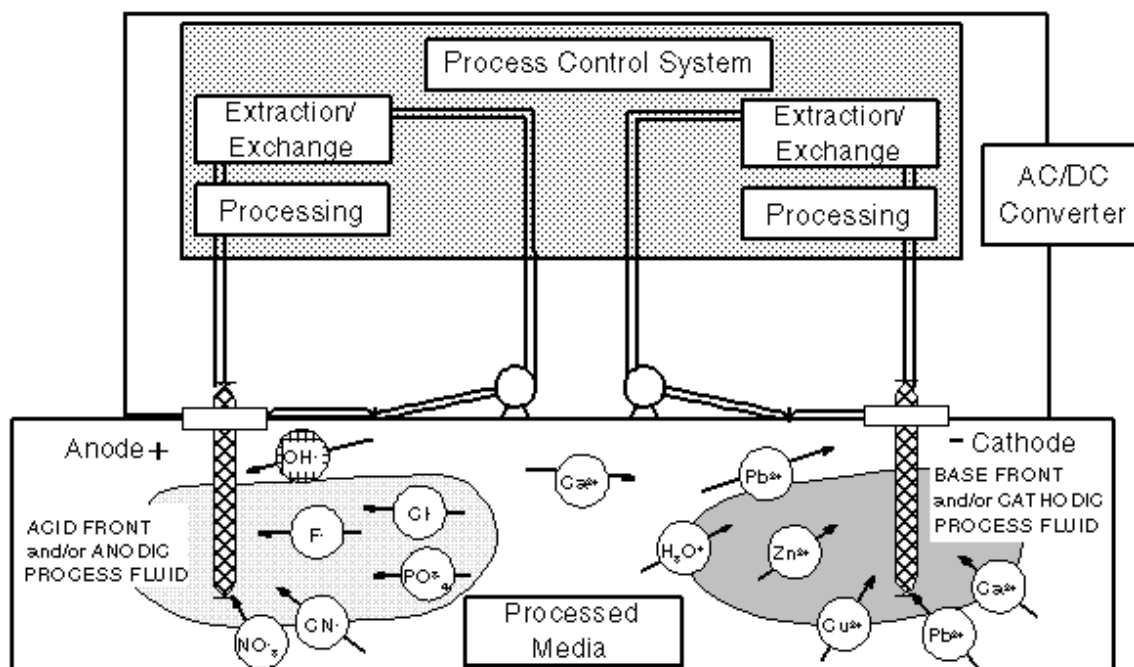 Process Control System
Extraction/
Exchange
Processing
Extraction/
Exchange
Processing
AC/DC
Converter
Anode +
- Cathode
ACID FRONT
and/or ANODIC
PROCESS FLUID
BASE FRONT
and/or CATHODIC
PROCESS FLUID
OH-
F-
Cl-
PO³⁻₄
CN-
NO-₃
Ca²⁺
Pb²⁺
H₃O⁺
Zn²⁺
Cu²⁺
Pb²⁺
Ca²⁺
Processed
Media